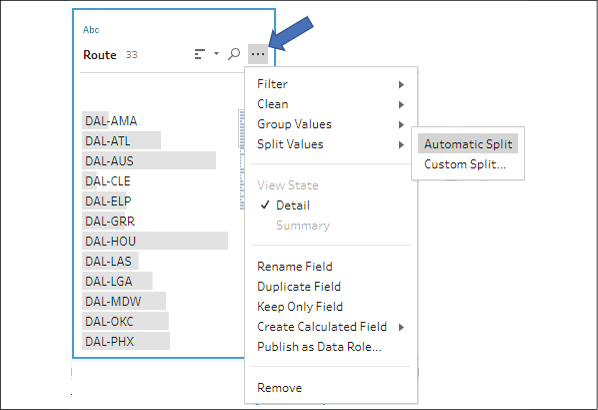 Abc
Route 33
DAL-AMA
DAL-ATL
DAL-AUS
DAL-CLE
DAL-ELP
DAL-GRR
DAL-HOU
DAL-LAS
DAL-LGA
DAL-MDW
DAL-OKC
DAL-PHX
Filter
Clean
Group Values
Split Values
View State
✓ Detail
Summary
Rename Field
Duplicate Field
Keep Only Field
Create Calculated Field
Publish as Data Role...
Remove
Automatic Split
Custom Split...